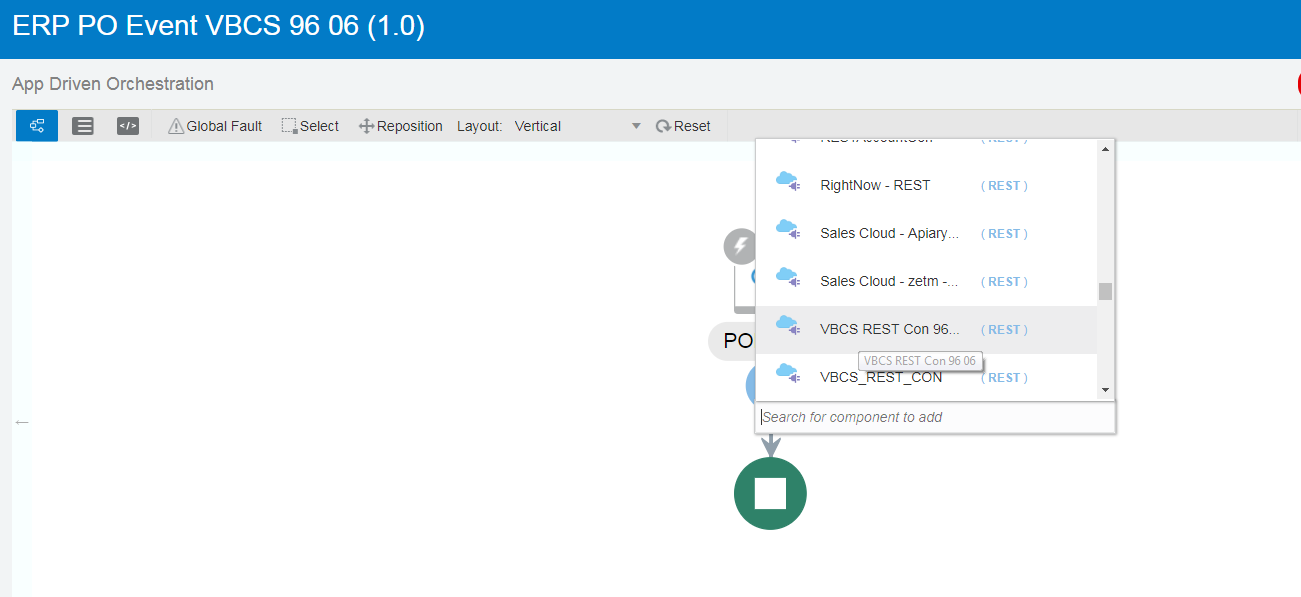 ERP PO Event VBCS 96 06 (1.0)
App Driven Orchestration
</> Global Fault Select Reposition Layout: Vertical Reset
RightNow - REST ( REST )
Sales Cloud - Apiary... ( REST )
Sales Cloud - zetm -... ( REST )
VBCS REST Con 96... ( REST )
PO
VBCS REST Con 96 06
VBCS_REST_CON ( REST )
Search for component to add